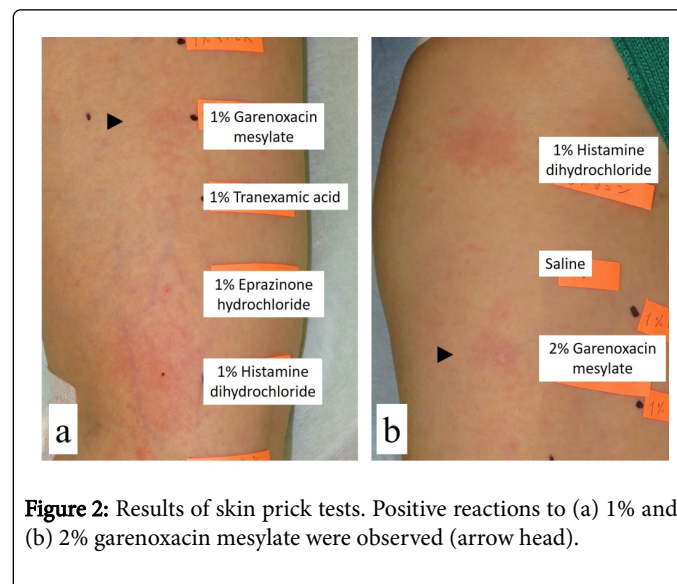 1% Garenoxacin
mesylate
1% Tranexamic acid
1% Eprazinone
hydrochloride
1% Histamine
dihydrochloride
a
1% Histamine
dihydrochloride
Saline
2% Garenoxacin
mesylate
b
Figure 2: Results of skin prick tests. Positive reactions to (a) 1% and
(b) 2% garenoxacin mesylate were observed (arrow head).